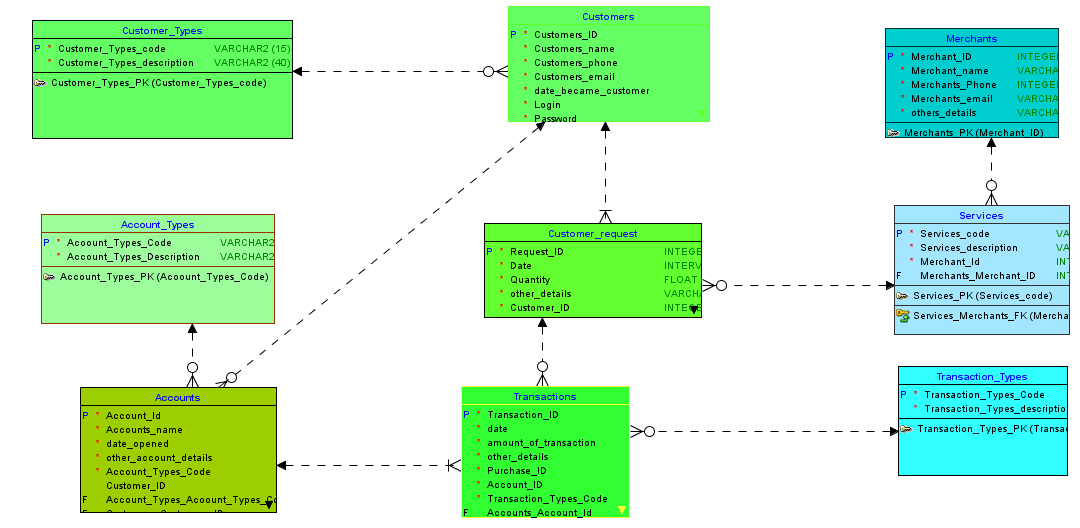 Customer_Types
P * Customer_Types_code VARCHAR2 (15)
* Customer_Types_description VARCHAR2 (40)
Customer_Types_PK (Customer_Types_code)
Customers
P * Customers_ID
* Customers_name
* Customers_phone
* Customers_email
* date_became_customer
* Login
* Password
Merchants
P * Merchant_ID INTEGE
* Merchant_name VARCHA
* Merchants_Phone INTEGE
* Merchants_email VARCHA
* others_details VARCHA
Merchants_PK (Merchant_ID)
Account_Types
P * Account_Types_Code VARCHAR2
* Account_Types_Description VARCHAR2
Account_Types_PK (Account_Types_Code)
Customer_request
P * Request_ID INTEGE
* Date INTERV
* Quantity FLOAT
* other_details VARCHA
* Customer_ID INTEGE
Services
P * Services_code VA
* Services_description VA
* Merchant_Id INT
F Merchants_Merchant_ID INT
Services_PK (Services_code)
Services_Merchants_FK (Mercha
Accounts
P * Account_Id
* Accounts_name
* date_opened
* other_account_details
* Account_Types_Code
Customer_ID
F Account_Types_Account_Types_Co
Transactions
P * Transaction_ID
* date
* amount_of_transaction
* other_details
* Purchase_ID
* Account_ID
* Transaction_Types_Code
F Accounts_Account_Id
Transaction_Types
P * Transaction_Types_Code
* Transaction_Types_descriptio
Transaction_Types_PK (Transac